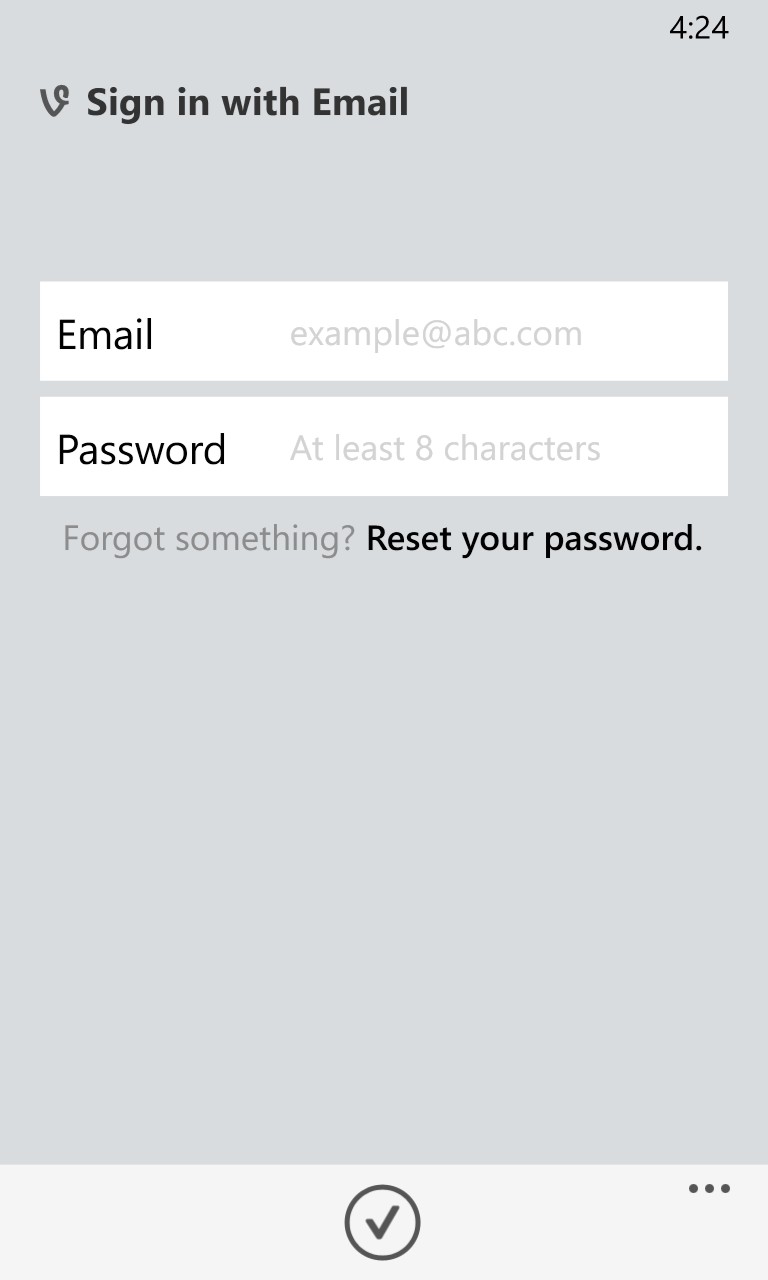 4:24
Sign in with Email
Email example@abc.com
Password At least 8 characters
Forgot something? Reset your password.